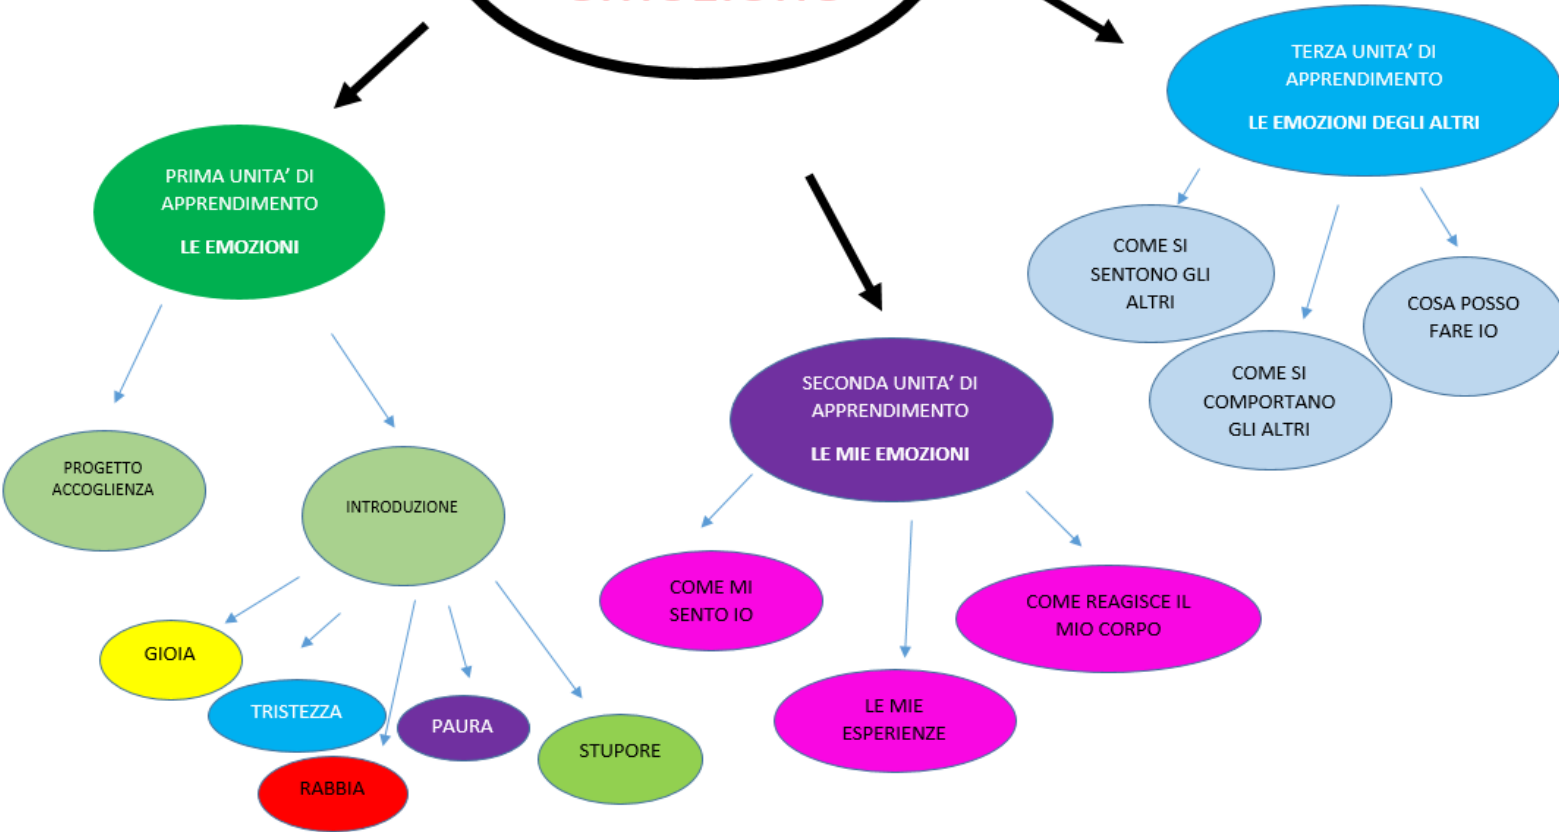 TERZA UNITA’ DI
APPRENDIMENTO
LE EMOZIONI DEGLI ALTRI
PRIMA UNITA’ DI
APPRENDIMENTO
LE EMOZIONI
COME SI
SENTONO GLI
ALTRI
COSA POSSO
FARE IO
COME SI
COMPORTANO
GLI ALTRI
SECONDA UNITA’ DI
APPRENDIMENTO
LE MIE EMOZIONI
PROGETTO
ACCOGLIENZA
INTRODUZIONE
COME MI
SENTO IO
COME REAGISCE IL
MIO CORPO
LE MIE
ESPERIENZE
GIOIA
TRISTEZZA
RABBIA
PAURA
STUPORE